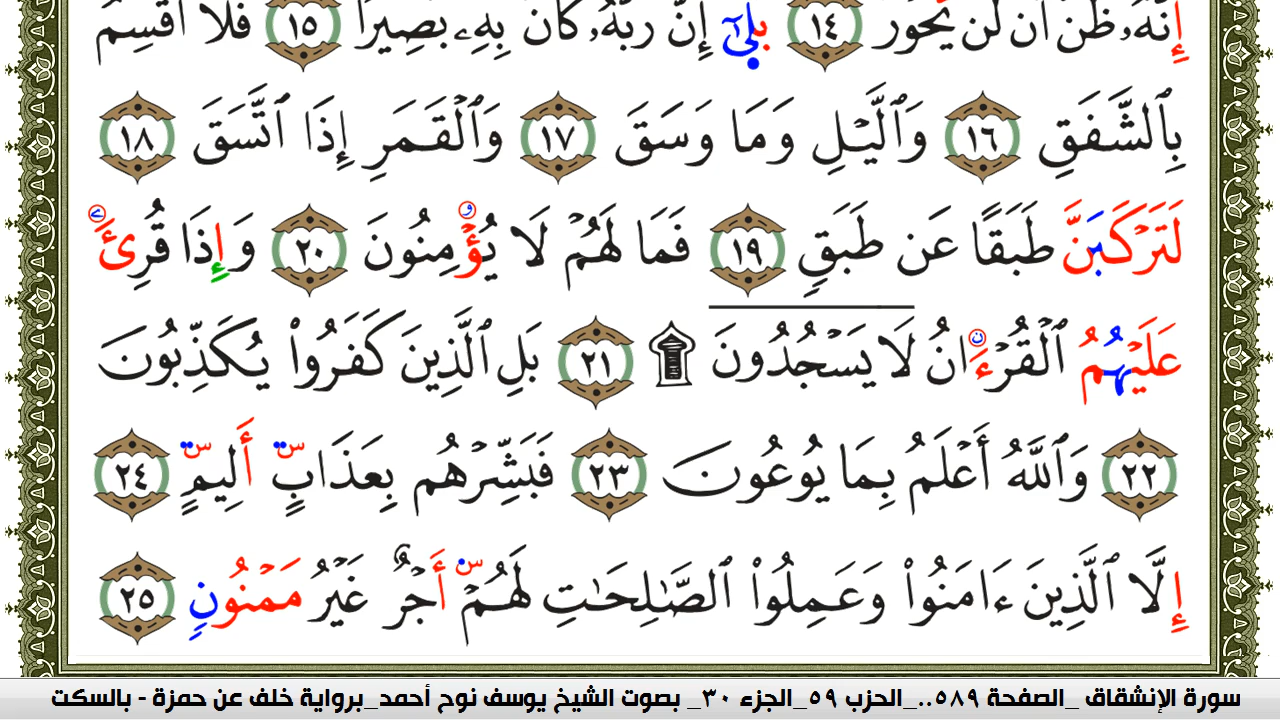 إِنَّهُۥ ظَنَّ أَن لَّن يَحُورَ ١٤ بَلَىٰٓ إِنَّ رَبَّهُۥ كَانَ بِهِۦ بَصِيرًا ١٥ فَلَآ أُقْسِمُ
بِٱلشَّفَقِ ١٦ وَٱلَّيْلِ وَمَا وَسَقَ ١٧ وَٱلْقَمَرِ إِذَا ٱتَّسَقَ ١٨
لَتَرْكَبَنَّ طَبَقًا عَن طَبَقٍ ١٩ فَمَا لَهُمْ لَا يُؤْمِنُونَ ٢٠ وَإِذَا قُرِئَ
عَلَيْهُمُ ٱلْقُرْءَانُ لَا يَسْجُدُونَ ۩ ٢١ بَلِ ٱلَّذِينَ كَفَرُوا۟ يُكَذِّبُونَ
٢٢ وَٱللَّهُ أَعْلَمُ بِمَا يُوعُونَ ٢٣ فَبَشِّرْهُم بِعَذَابٍ أَلِيمٍ ٢٤
إِلَّا ٱلَّذِينَ ءَامَنُوا۟ وَعَمِلُوا۟ ٱلصَّٰلِحَٰتِ لَهُمْ أَجْرٌ غَيْرُ مَمْنُونٍ ٢٥
سورة الإنشقاق _الصفحة ٥٨٩.._الحزب ٥٩_الجزء ٣٠_ بصوت الشيخ يوسف نوح أحمد_برواية خلف عن حمزة - بالسكت